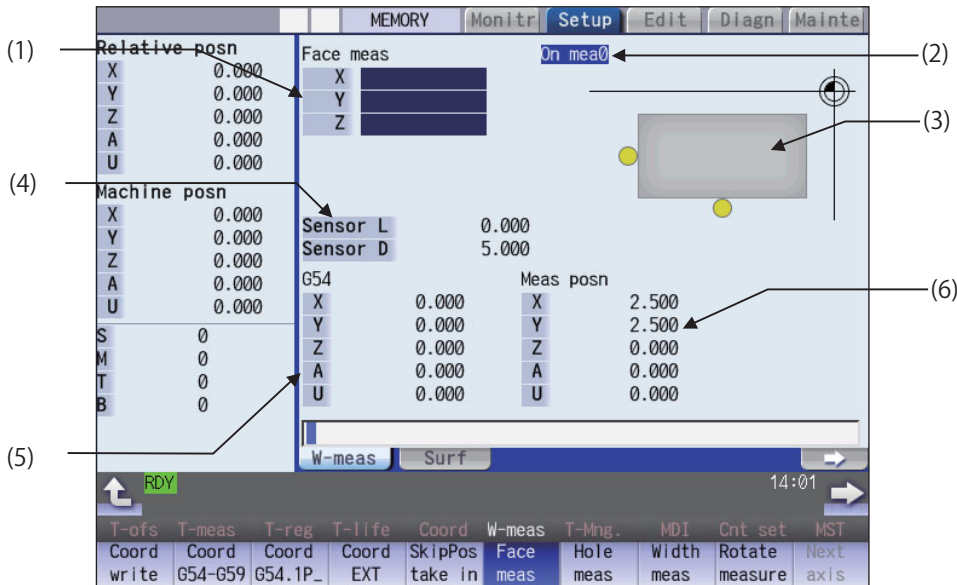 MEMORY Monitr Setup Edit Diagn Mainte
(1)
Relative posn
X 0.000
Y 0.000
Z 0.000
A 0.000
U 0.000
Face meas
X
Y
Z
On mea0
(2)
(3)
(4)
Machine posn
X 0.000
Y 0.000
Z 0.000
A 0.000
U 0.000
S 0
M 0
T 0
B 0
Sensor L 0.000
Sensor D 5.000
G54
X 0.000
Y 0.000
Z 0.000
A 0.000
U 0.000
Meas posn
X 2.500
Y 2.500
Z 0.000
A 0.000
U 0.000
(6)
(5)
W-meas Surf
RDY 14:01
T-ofs T-meas T-reg T-life Coord W-meas T-Mng. MDI Cnt set MST
Coord Coord Coord Coord SkipPos Face Hole Width Rotate Next
write G54-G59 G54.1P_ EXT take in meas meas meas measure axis